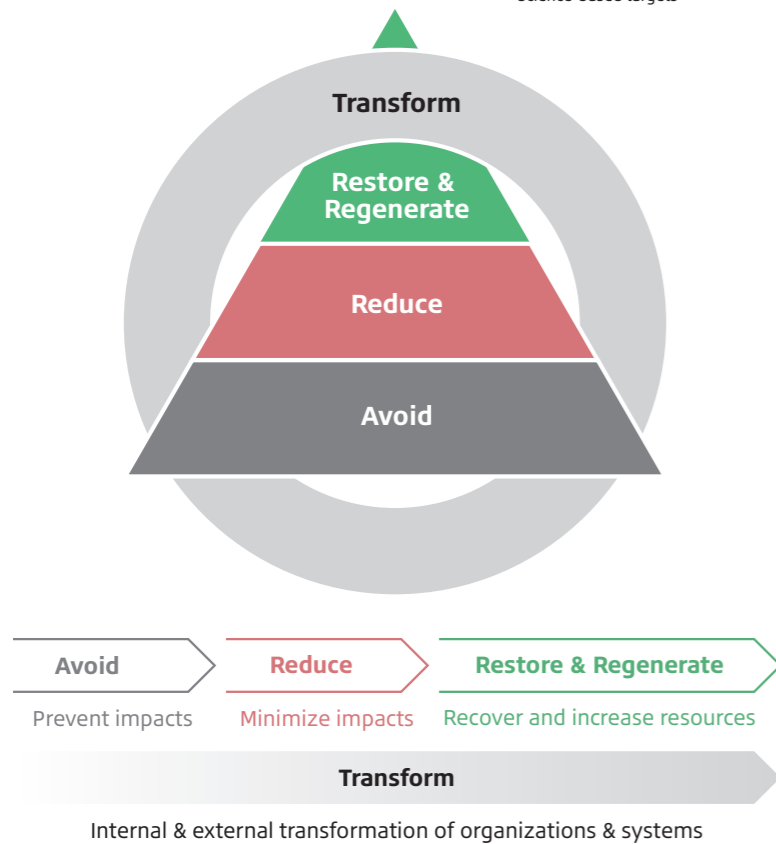 Transform
Restore &
Regenerate
Reduce
Avoid
Avoid
Reduce
Restore & Regenerate
Prevent impacts
Minimize impacts
Recover and increase resources
Transform
Internal & external transformation of organizations & systems